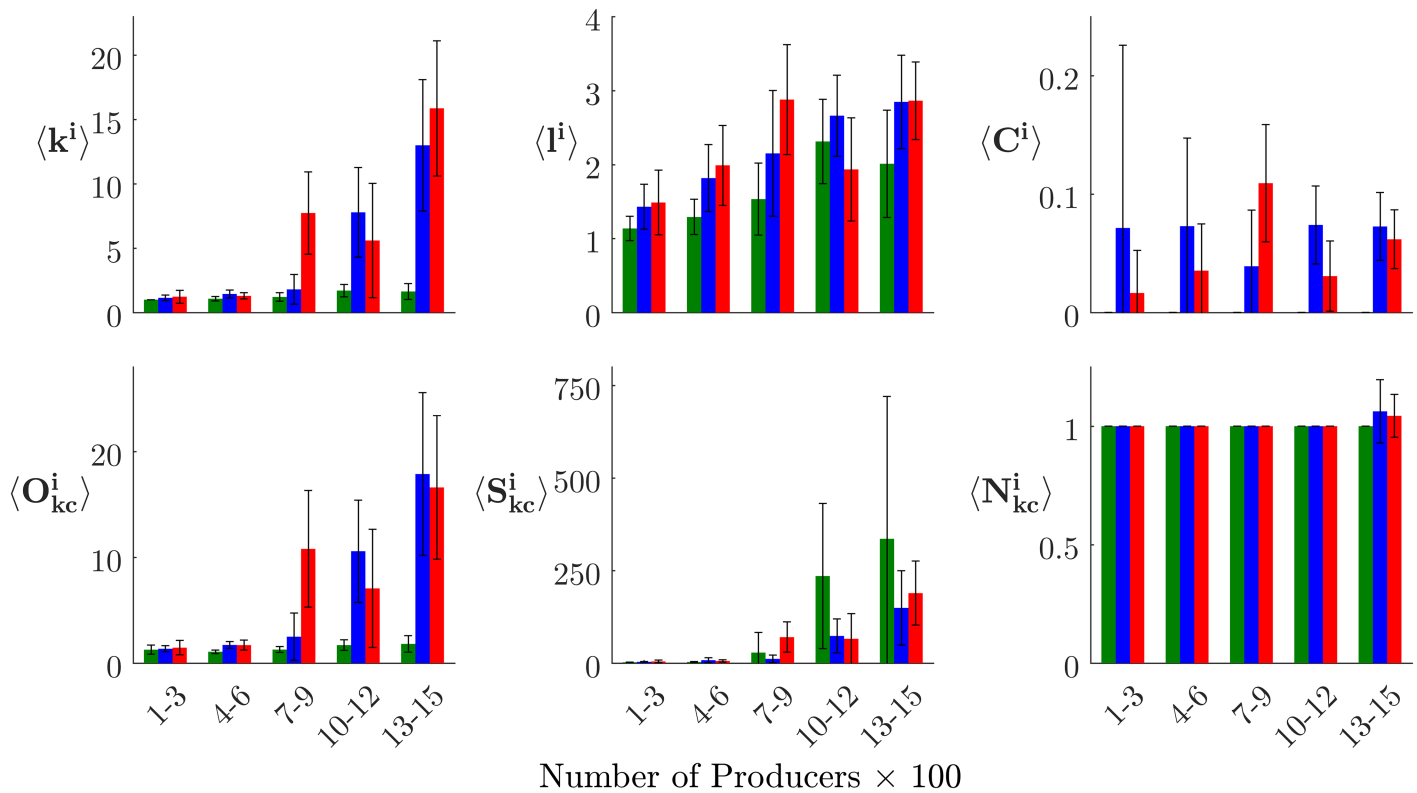 20
15
⟨k^i⟩
10
5
0
4
3
⟨l^i⟩
2
1
0
0.2
⟨C^i⟩
0.1
0
20
⟨O^i_kc⟩
10
0
750
500
⟨S^i_kc⟩
250
0
1
⟨N^i_kc⟩
0.5
0
1-3 4-6 7-9 10-12 13-15
1-3 4-6 7-9 10-12 13-15
1-3 4-6 7-9 10-12 13-15
Number of Producers × 100